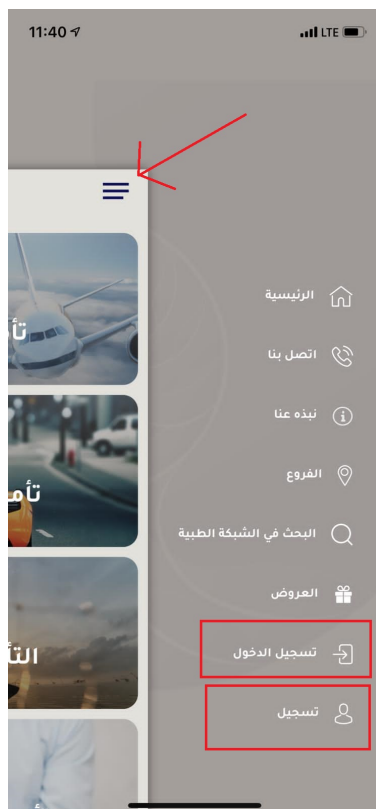 11:40
LTE
الرئيسية
اتصل بنا
نبذه عنا
الفروع
البحث في الشبكة الطبية
العروض
تسجيل الدخول
تسجيل